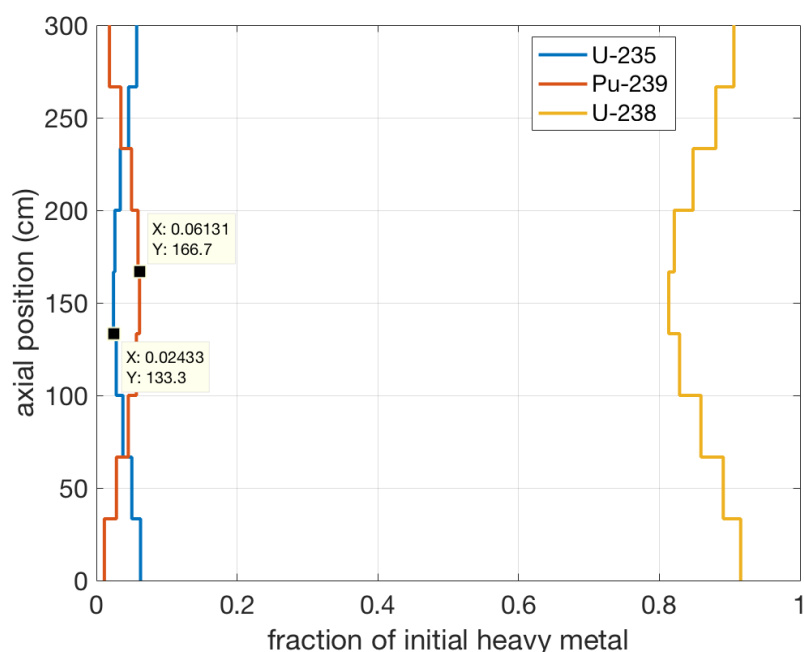 300
250
200
150
100
50
0
axial position (cm)
U-235
Pu-239
U-238
X: 0.06131
Y: 166.7
X: 0.02433
Y: 133.3
0 0.2 0.4 0.6 0.8 1
fraction of initial heavy metal